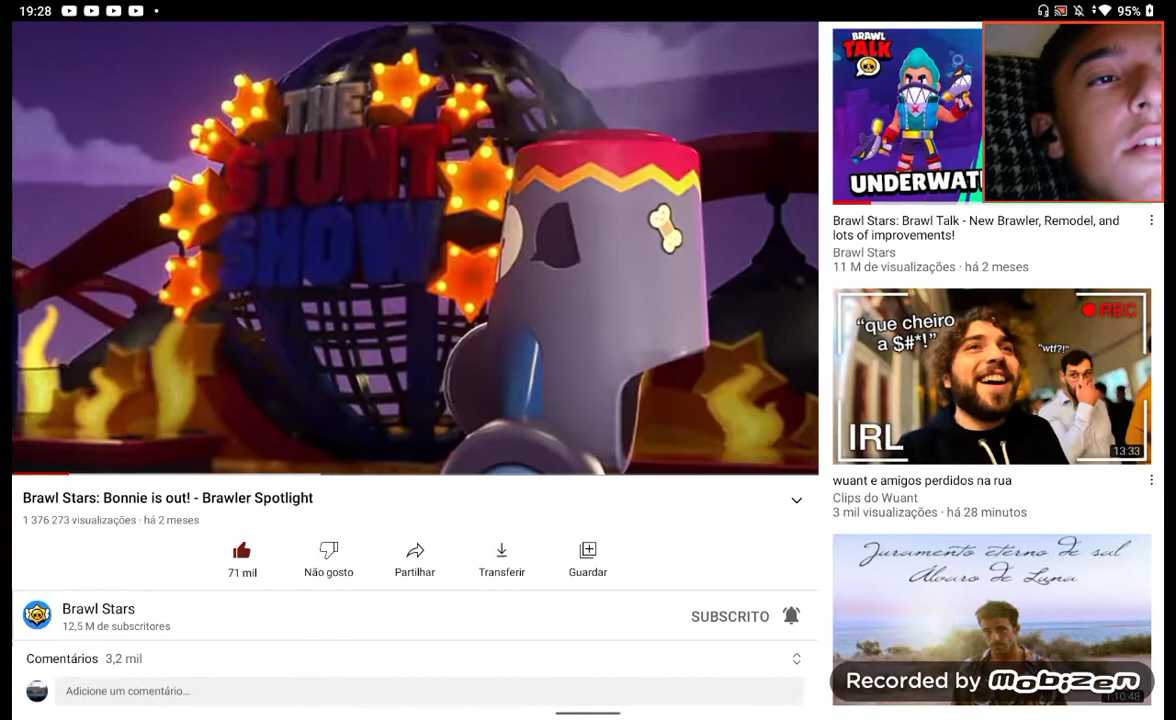 19:28
95%
THE
STUNT
SHOW
Brawl Stars: Bonnie is out! - Brawler Spotlight
1 376 273 visualizações · há 2 meses
71 mil
Não gosto
Partilhar
Transferir
Guardar
Brawl Stars
12,5 M de subscritores
SUBSCRITO
Comentários 3,2 mil
Adicione um comentário...
BRAWL
TALK
UNDERWAT
Brawl Stars: Brawl Talk - New Brawler, Remodel, and
lots of improvements!
Brawl Stars
11 M de visualizações · há 2 meses
"que cheiro
a $#*!"
"wtf?!"
REC
IRL
13:33
wuant e amigos perdidos na rua
Clips do Wuant
3 mil visualizações · há 28 minutos
Juramento eterno de sal
Álvaro de Luna
Recorded by mobizen
1:10:48